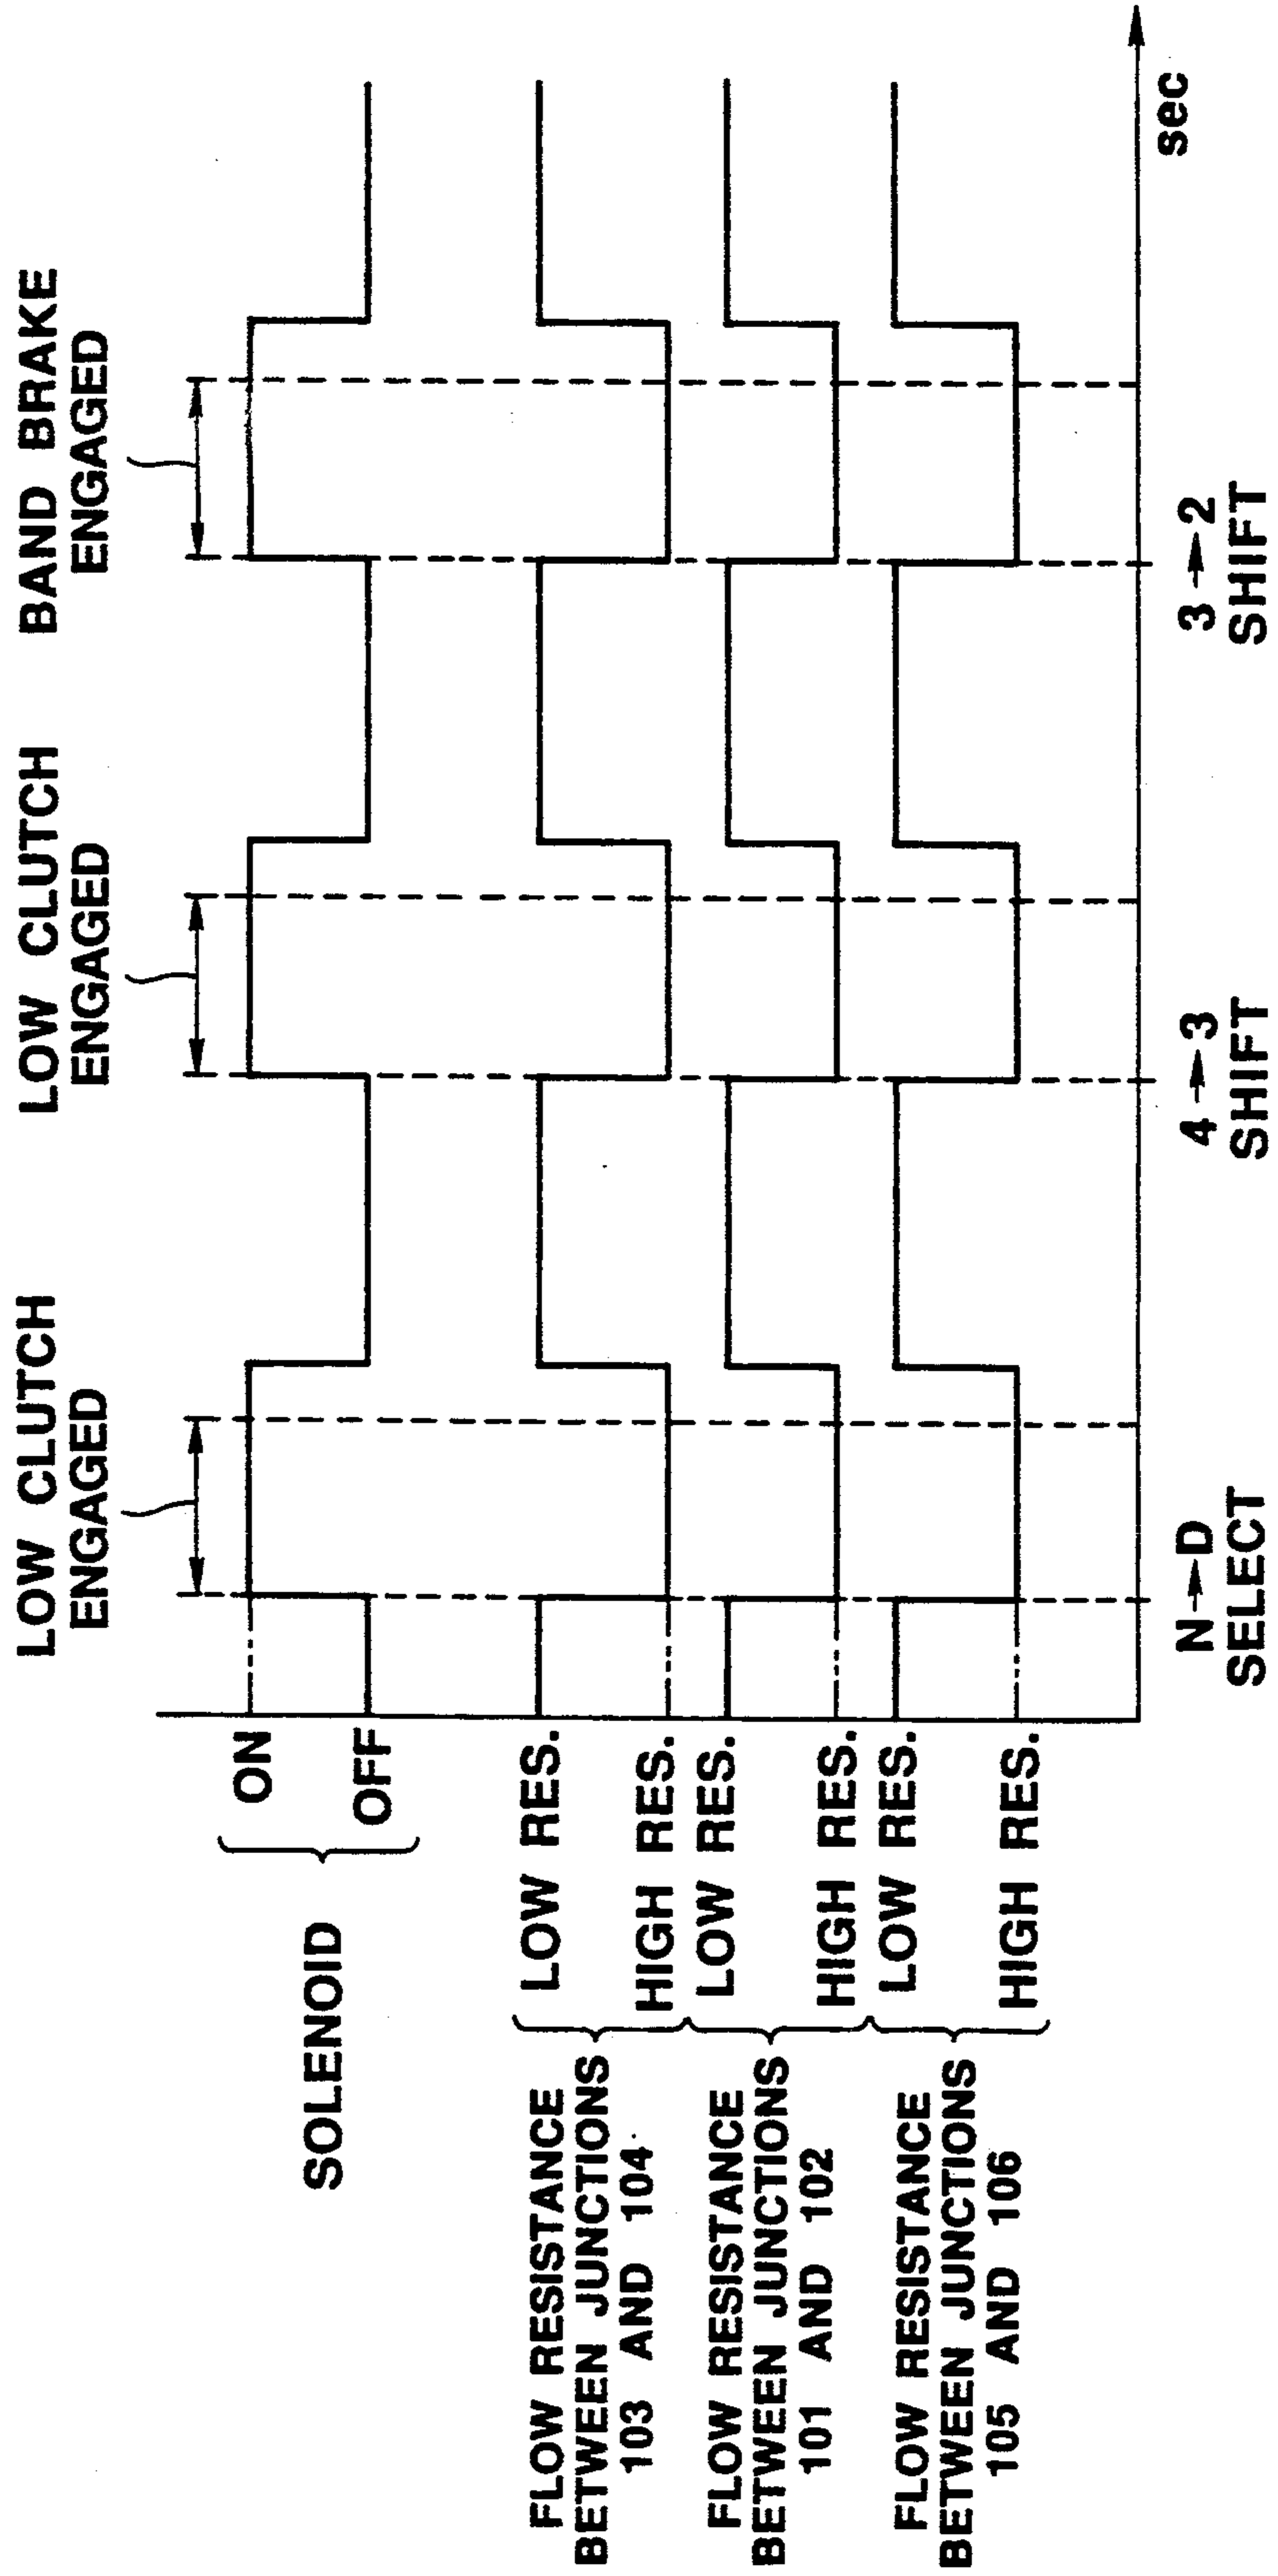 LOW CLUTCH
ENGAGED
LOW CLUTCH
ENGAGED
BAND BRAKE
ENGAGED
SOLENOID
ON
OFF
FLOW RESISTANCE
BETWEEN JUNCTIONS
103 AND 104
LOW RES.
HIGH RES.
FLOW RESISTANCE
BETWEEN JUNCTIONS
101 AND 102
LOW RES.
HIGH RES.
FLOW RESISTANCE
BETWEEN JUNCTIONS
105 AND 106
LOW RES.
HIGH RES.
N→D
SELECT
4→3
SHIFT
3→2
SHIFT
sec